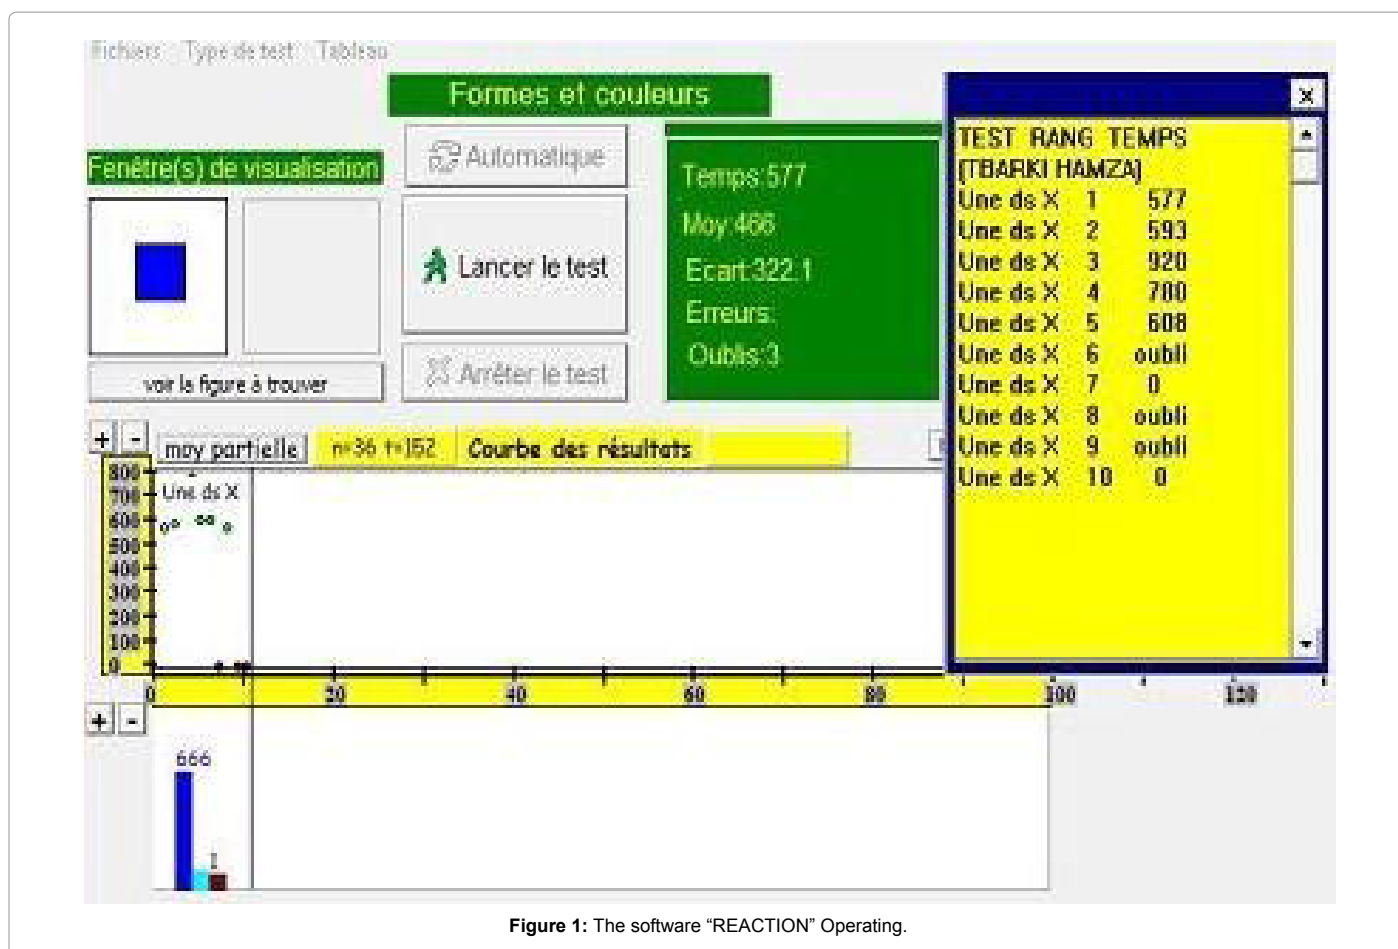 Fichiers Type de test Tableau
Formes et couleurs
Fenêtre(s) de visualisation
Automatique
Lancer le test
Arrêter le test
voir la figure à trouver
Temps:577
Moy:466
Ecart:322.1
Erreurs:
Oublis:3
TEST RANG TEMPS
(TBARKI HAMZA)
Une ds X 1 577
Une ds X 2 593
Une ds X 3 920
Une ds X 4 780
Une ds X 5 608
Une ds X 6 oubli
Une ds X 7 0
Une ds X 8 oubli
Une ds X 9 oubli
Une ds X 10 0
+ -
moy partielle n=36 t=152 Courbe des résultats
Une ds X
800
700
600
500
400
300
200
100
0
0 20 40 60 80 100 120
+ -
666
Figure 1: The software “REACTION” Operating.